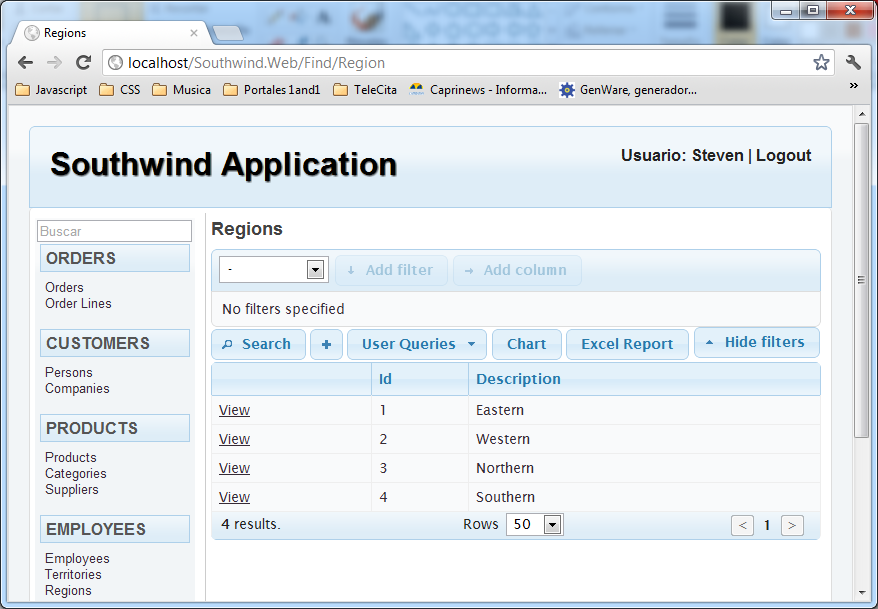 Regions
localhost/Southwind.Web/Find/Region
Javascript CSS Musica Portales 1and1 TeleCita Caprinews - Informa... GenWare, generador... »
Southwind Application
Usuario: Steven | Logout
Buscar
ORDERS
Orders
Order Lines
CUSTOMERS
Persons
Companies
PRODUCTS
Products
Categories
Suppliers
EMPLOYEES
Employees
Territories
Regions
Regions
- Add filter Add column
No filters specified
Search + User Queries Chart Excel Report Hide filters
Id Description
View 1 Eastern
View 2 Western
View 3 Northern
View 4 Southern
4 results. Rows 50 < 1 >